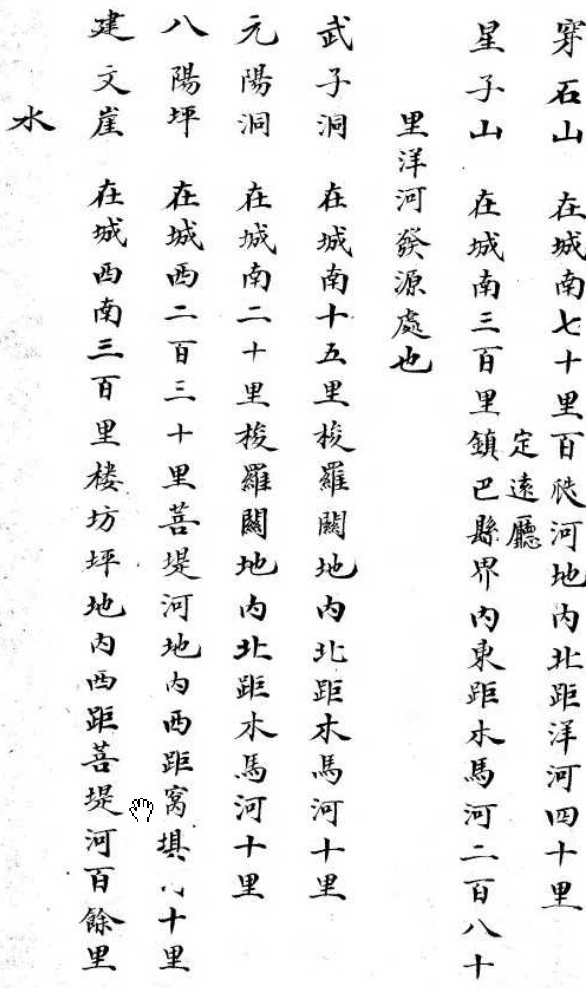 穿石山 在城南七十里百河地内北距洋河四十里
定遠廳
星子山 在城南三百里鎮巴縣界内東距木馬河二百八十
里洋河發源處也
武子洞 在城南十五里梭羅關地内北距木馬河十里
元陽洞 在城南二十里梭羅關地内北距木馬河十里
八陽坪 在城西二百三十里菩堤河地内西距窩十里
建文崖 在城西南三百里楼坊坪地内西距菩堤河百餘里
水